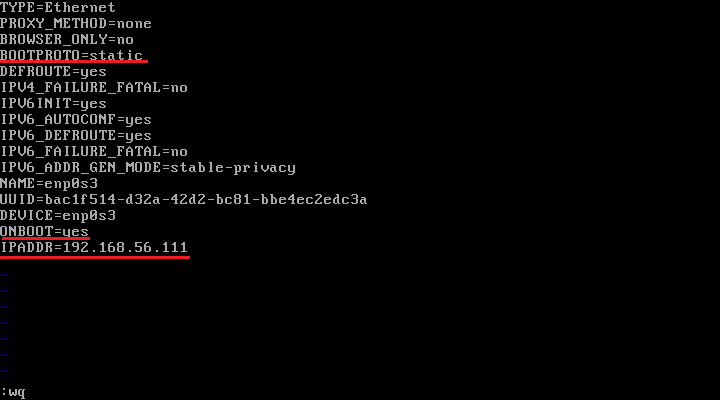 TYPE=Ethernet
PROXY_METHOD=none
BROWSER_ONLY=no
BOOTPROTO=static
DEFROUTE=yes
IPV4_FAILURE_FATAL=no
IPV6INIT=yes
IPV6_AUTOCONF=yes
IPV6_DEFROUTE=yes
IPV6_FAILURE_FATAL=no
IPV6_ADDR_GEN_MODE=stable-privacy
NAME=enp0s3
UUID=bac1f514-d32a-42d2-bc81-bbe4ec2edc3a
DEVICE=enp0s3
ONBOOT=yes
IPADDR=192.168.56.111
~
~
~
~
~
~
~
:wq